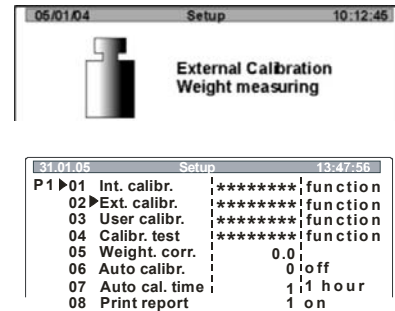 05/01/04 Setup 10:12:45
External Calibration
Weight measuring
31.01.05 Setup 13:47:56
P1 01 Int. calibr. ******** function
02 Ext. calibr. ******** function
03 User calibr. ******** function
04 Calibr. test ******** function
05 Weight. corr. 0.0
06 Auto calibr. 0 off
07 Auto cal. time 1 1 hour
08 Print report 1 on